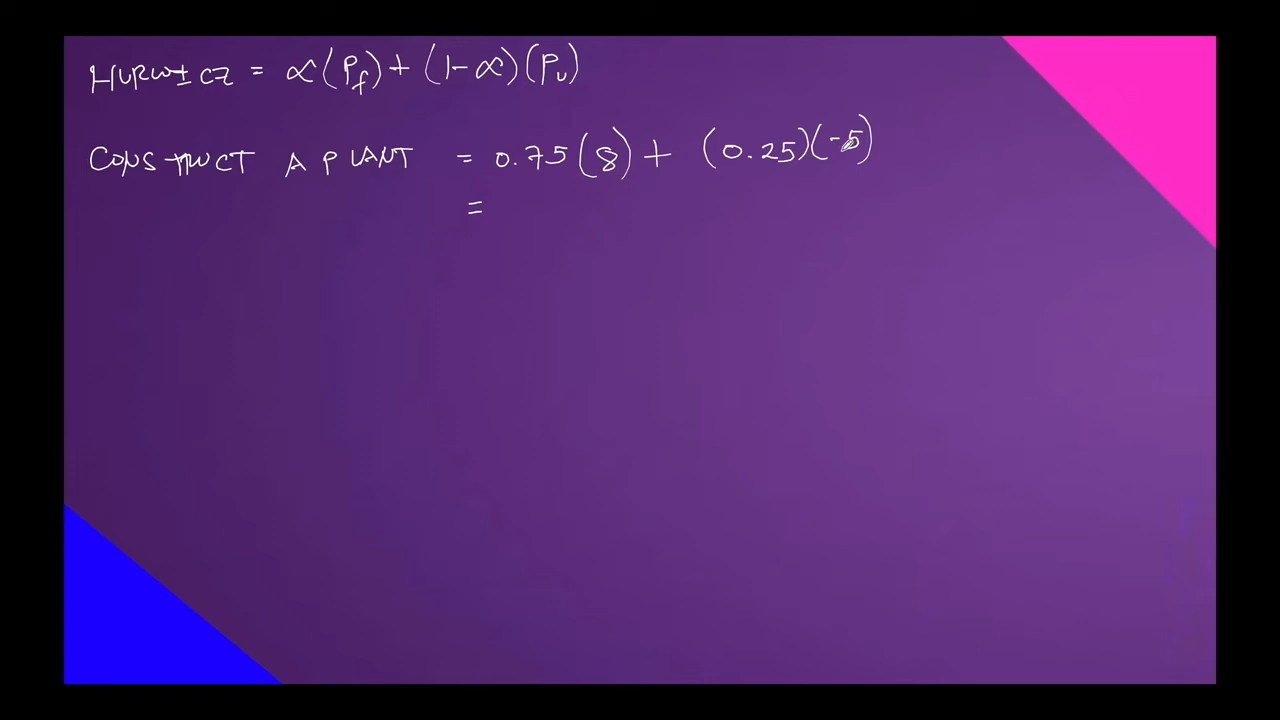 HURWICZ = α(Pf) + (1-α)(Pu)
CONSTRUCT A PLANT = 0.75(8) + (0.25)(-5)
=